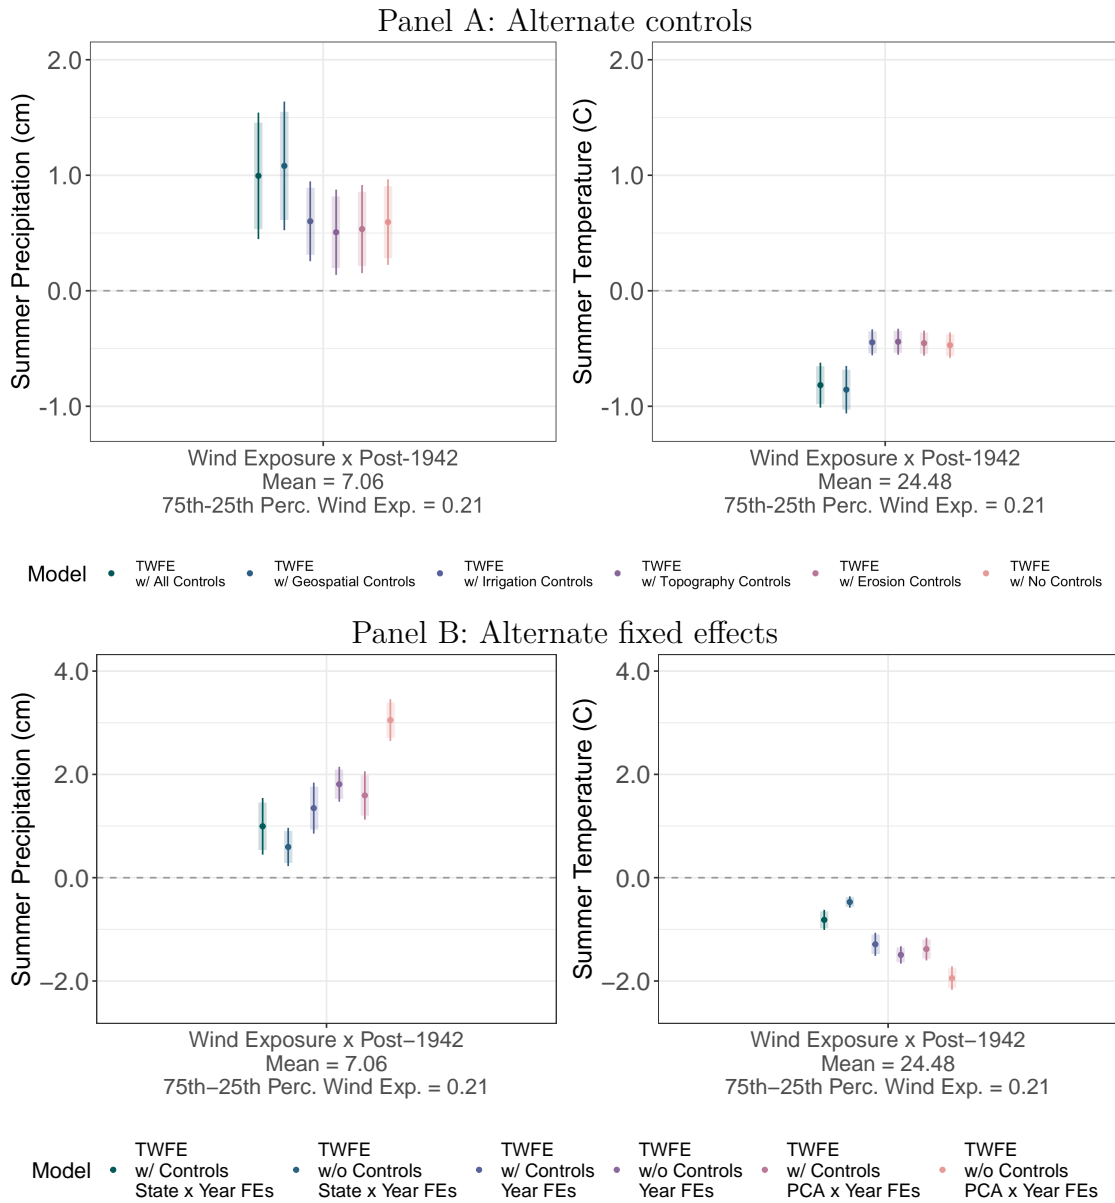 Panel A: Alternate controls
Summer Precipitation (cm)
2.0
1.0
0.0
-1.0
Wind Exposure x Post-1942
Mean = 7.06
75th-25th Perc. Wind Exp. = 0.21
Summer Temperature (C)
2.0
1.0
0.0
-1.0
Wind Exposure x Post-1942
Mean = 24.48
75th-25th Perc. Wind Exp. = 0.21
Model
TWFE
w/ All Controls
TWFE
w/ Geospatial Controls
TWFE
w/ Irrigation Controls
TWFE
w/ Topography Controls
TWFE
w/ Erosion Controls
TWFE
w/ No Controls
Panel B: Alternate fixed effects
Summer Precipitation (cm)
4.0
2.0
0.0
−2.0
Wind Exposure x Post−1942
Mean = 7.06
75th−25th Perc. Wind Exp. = 0.21
Summer Temperature (C)
4.0
2.0
0.0
−2.0
Wind Exposure x Post−1942
Mean = 24.48
75th−25th Perc. Wind Exp. = 0.21
Model
TWFE
w/ Controls
State x Year FEs
TWFE
w/o Controls
State x Year FEs
TWFE
w/ Controls
Year FEs
TWFE
w/o Controls
Year FEs
TWFE
w/ Controls
PCA x Year FEs
TWFE
w/o Controls
PCA x Year FEs